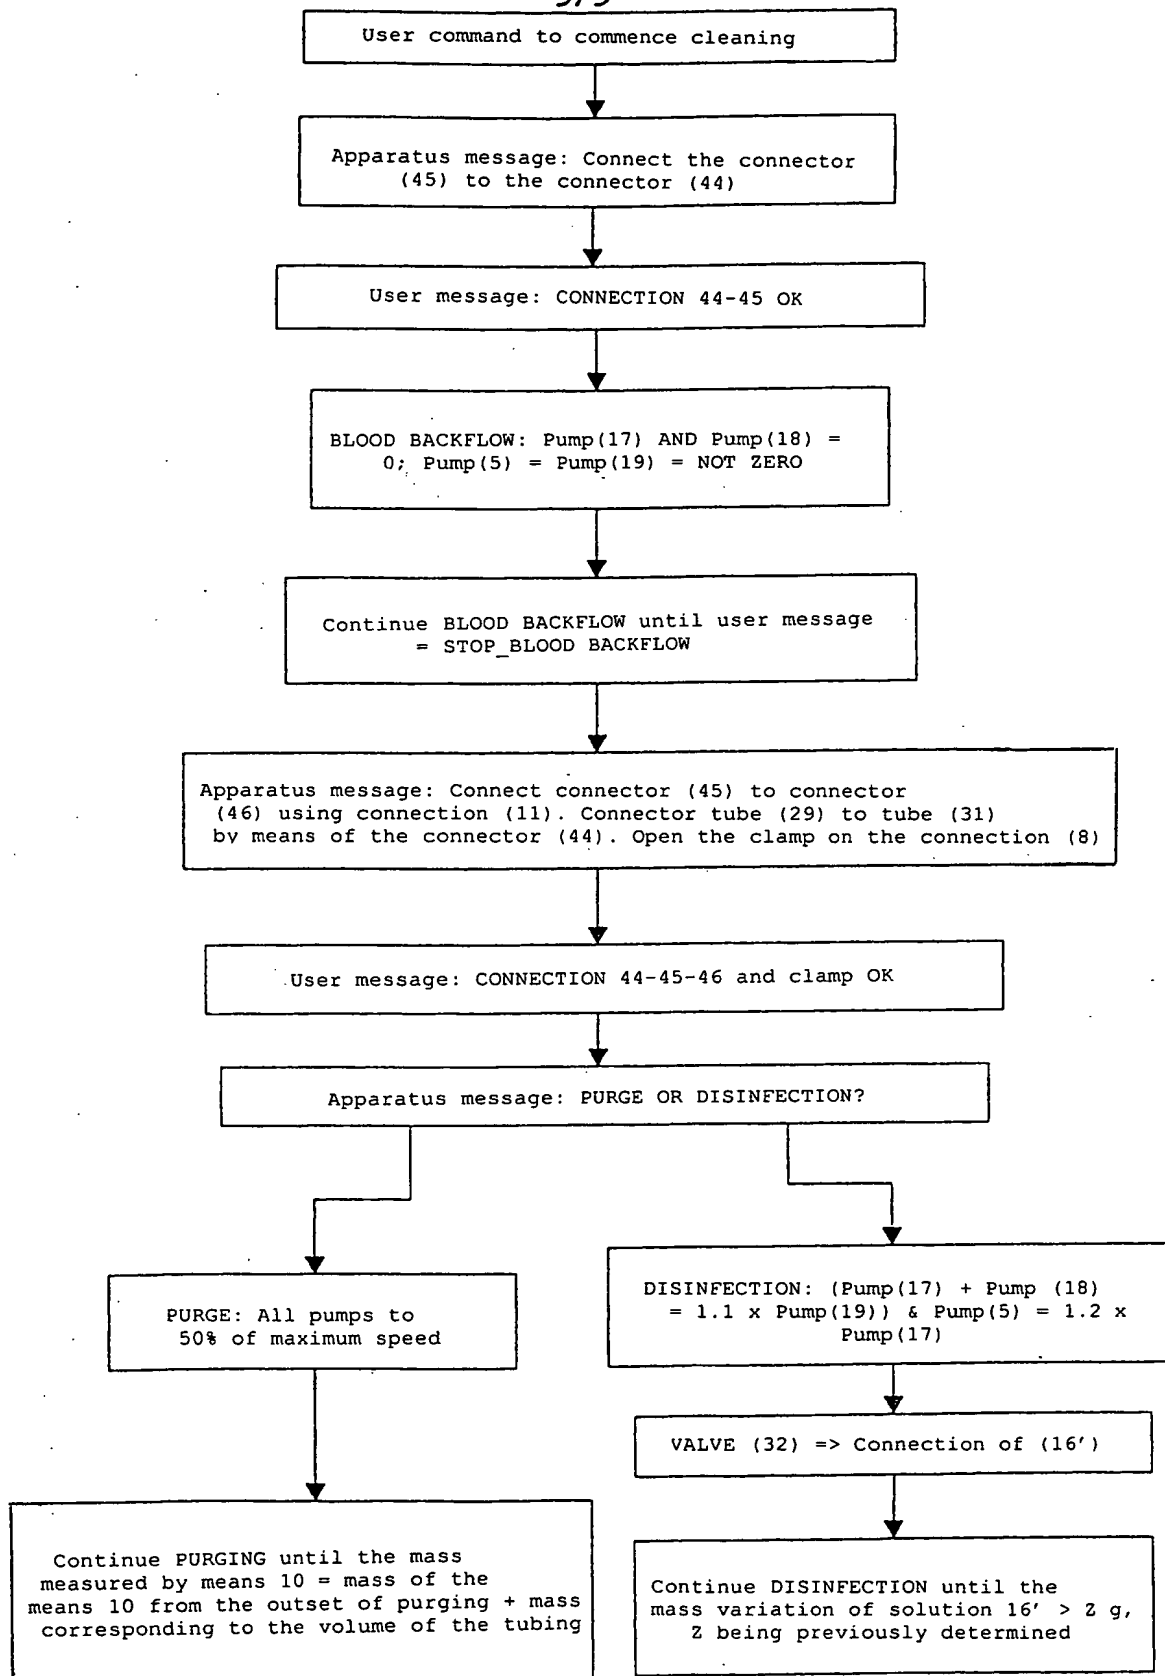 User command to commence cleaning
Apparatus message: Connect the connector
(45) to the connector (44)
User message: CONNECTION 44-45 OK
BLOOD BACKFLOW: Pump(17) AND Pump(18) =
0; Pump(5) = Pump(19) = NOT ZERO
Continue BLOOD BACKFLOW until user message
= STOP_BLOOD BACKFLOW
Apparatus message: Connect connector (45) to connector
(46) using connection (11). Connector tube (29) to tube (31)
by means of the connector (44). Open the clamp on the connection (8)
User message: CONNECTION 44-45-46 and clamp OK
Apparatus message: PURGE OR DISINFECTION?
PURGE: All pumps to
50% of maximum speed
Continue PURGING until the mass
measured by means 10 = mass of the
means 10 from the outset of purging + mass
corresponding to the volume of the tubing
DISINFECTION: (Pump(17) + Pump (18)
= 1.1 x Pump(19)) & Pump(5) = 1.2 x
Pump(17)
VALVE (32) => Connection of (16')
Continue DISINFECTION until the
mass variation of solution 16' > Z g,
Z being previously determined